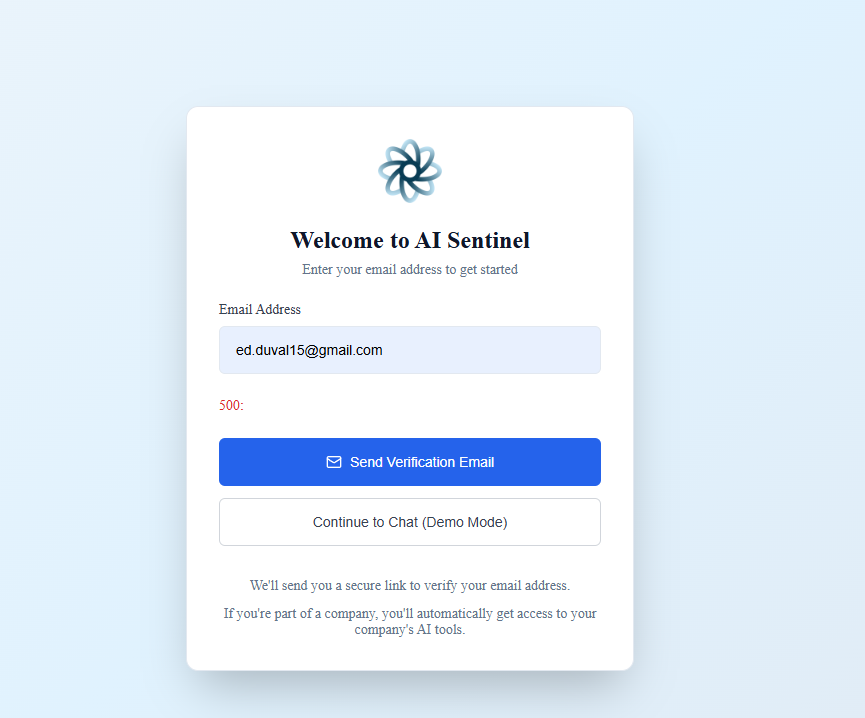 Welcome to AI Sentinel
Enter your email address to get started
Email Address
ed.duval15@gmail.com
500:
Send Verification Email
Continue to Chat (Demo Mode)
We'll send you a secure link to verify your email address.
If you're part of a company, you'll automatically get access to your
company's AI tools.